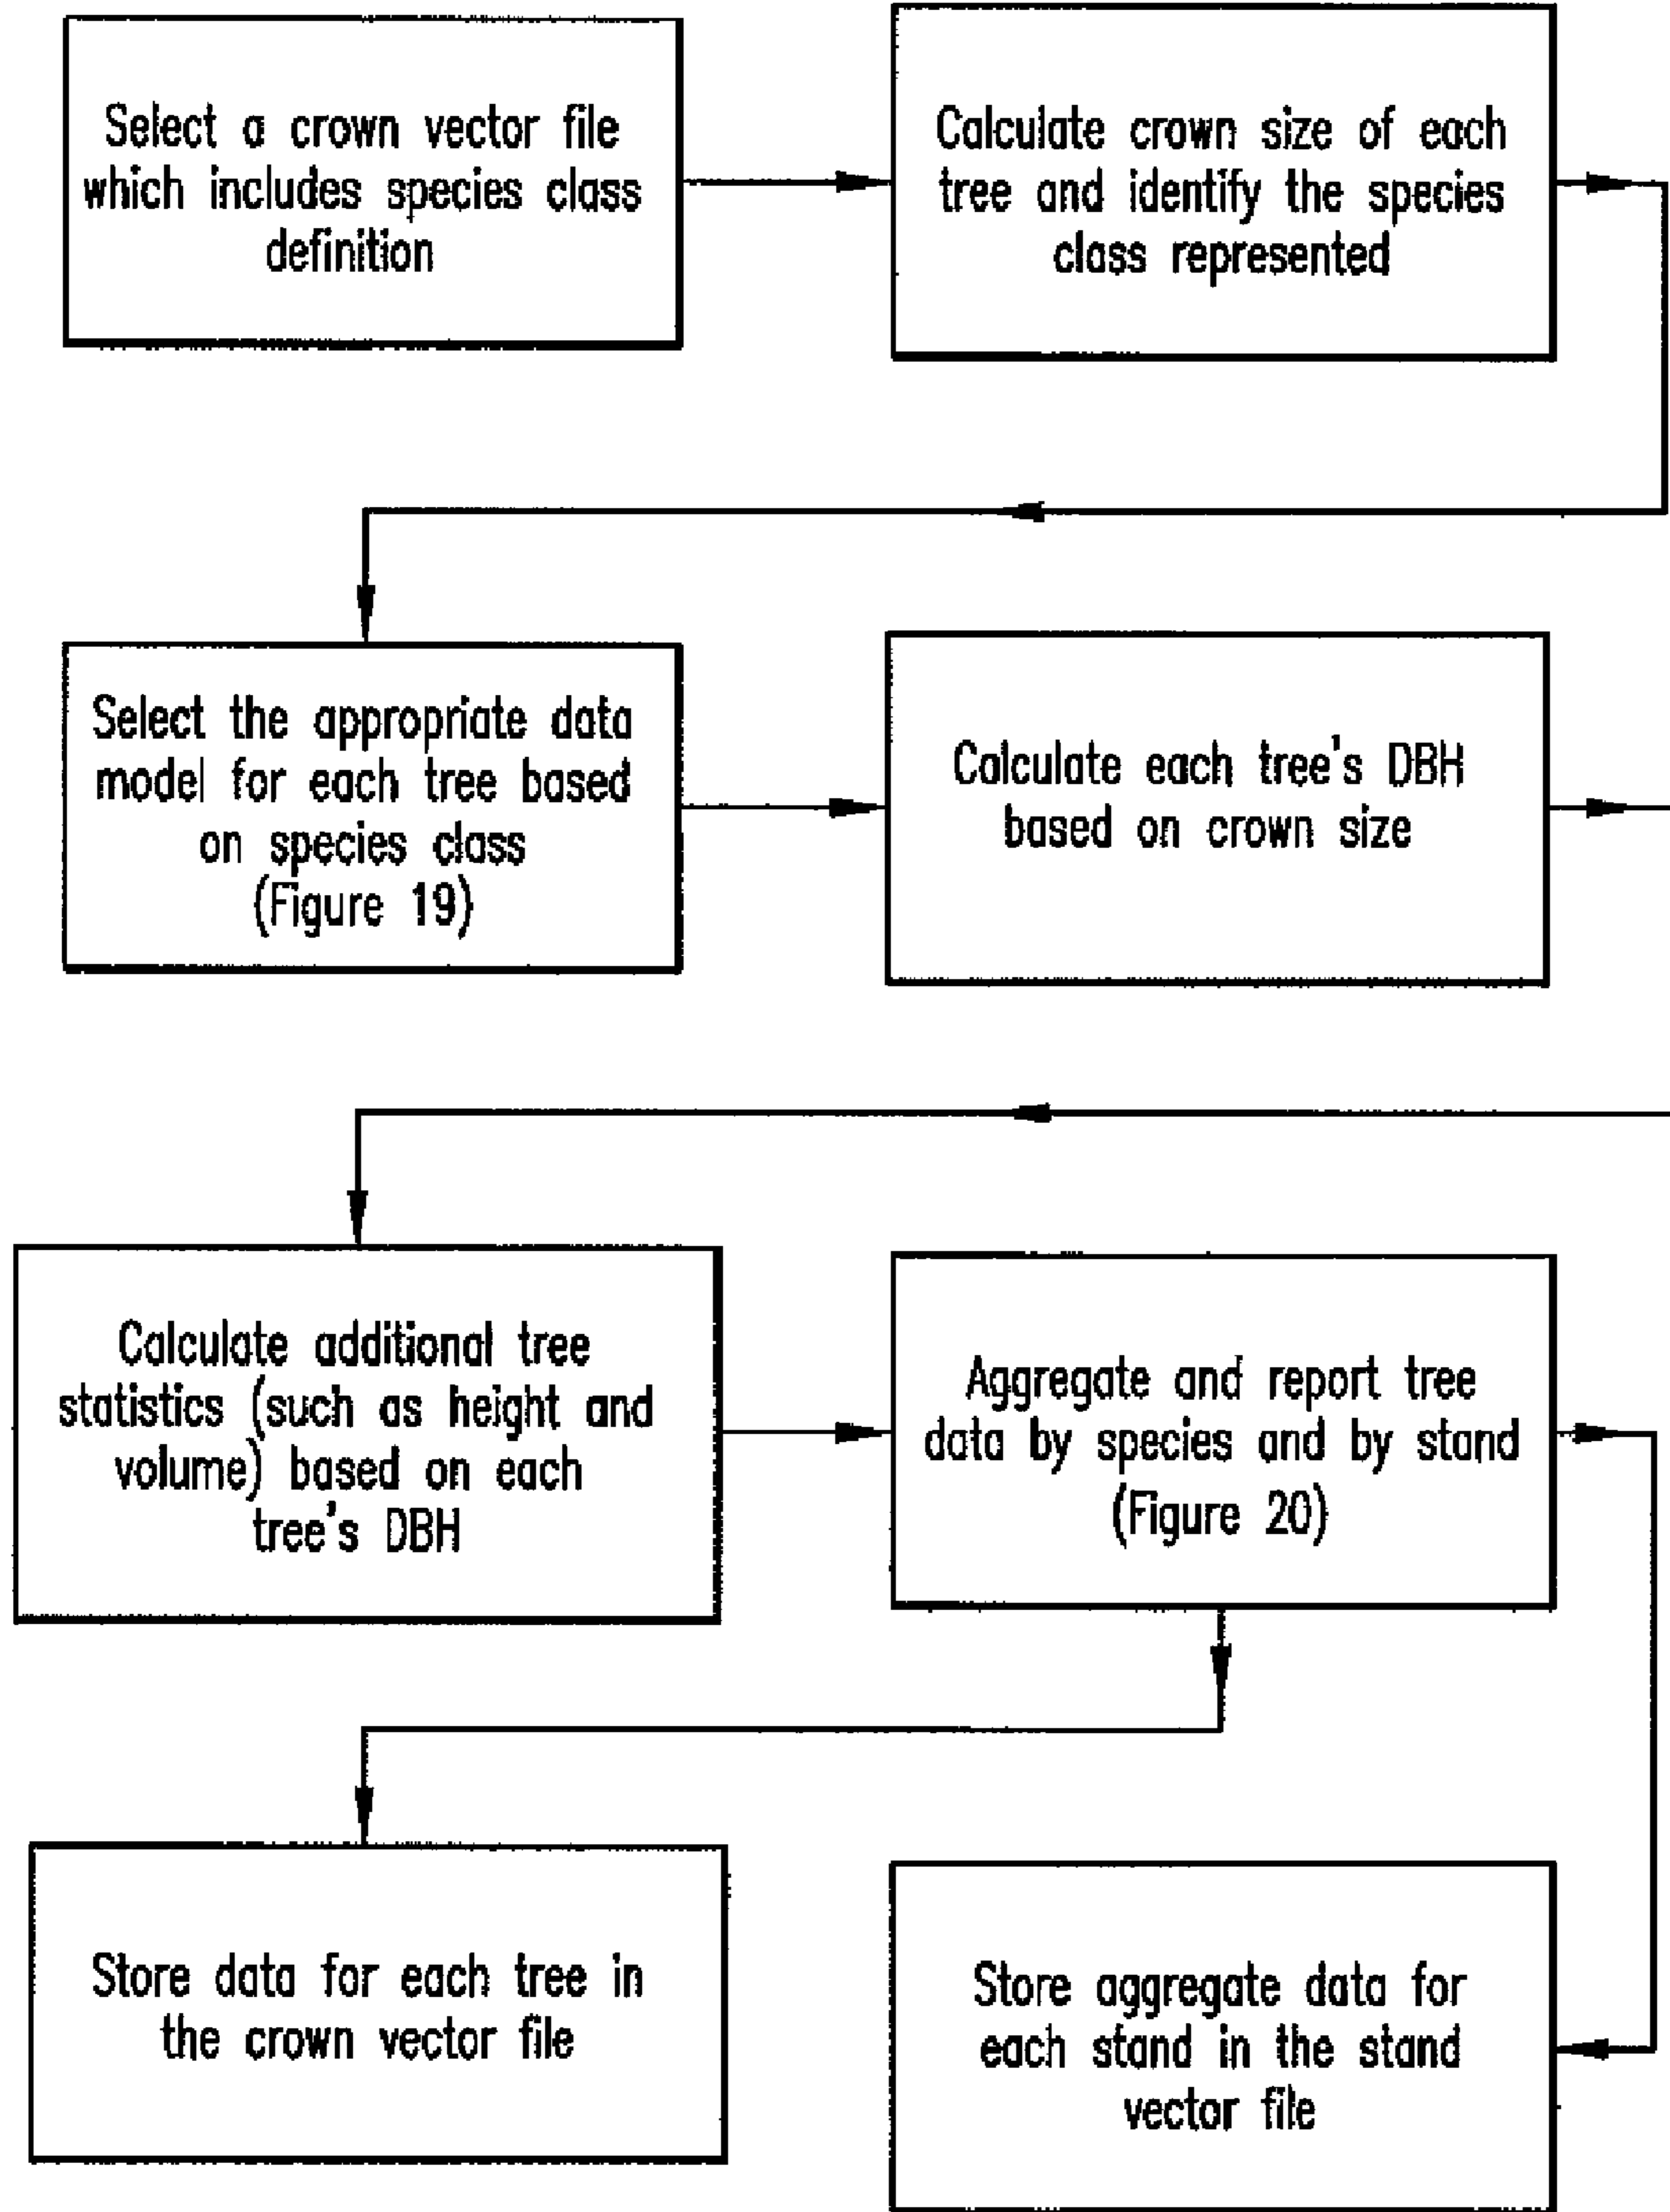 Select a crown vector file
which includes species class
definition
Calculate crown size of each
tree and identify the species
class represented
Select the appropriate data
model for each tree based
on species class
(Figure 19)
Calculate each tree's DBH
based on crown size
Calculate additional tree
statistics (such as height and
volume) based on each
tree's DBH
Aggregate and report tree
data by species and by stand
(Figure 20)
Store data for each tree in
the crown vector file
Store aggregate data for
each stand in the stand
vector file